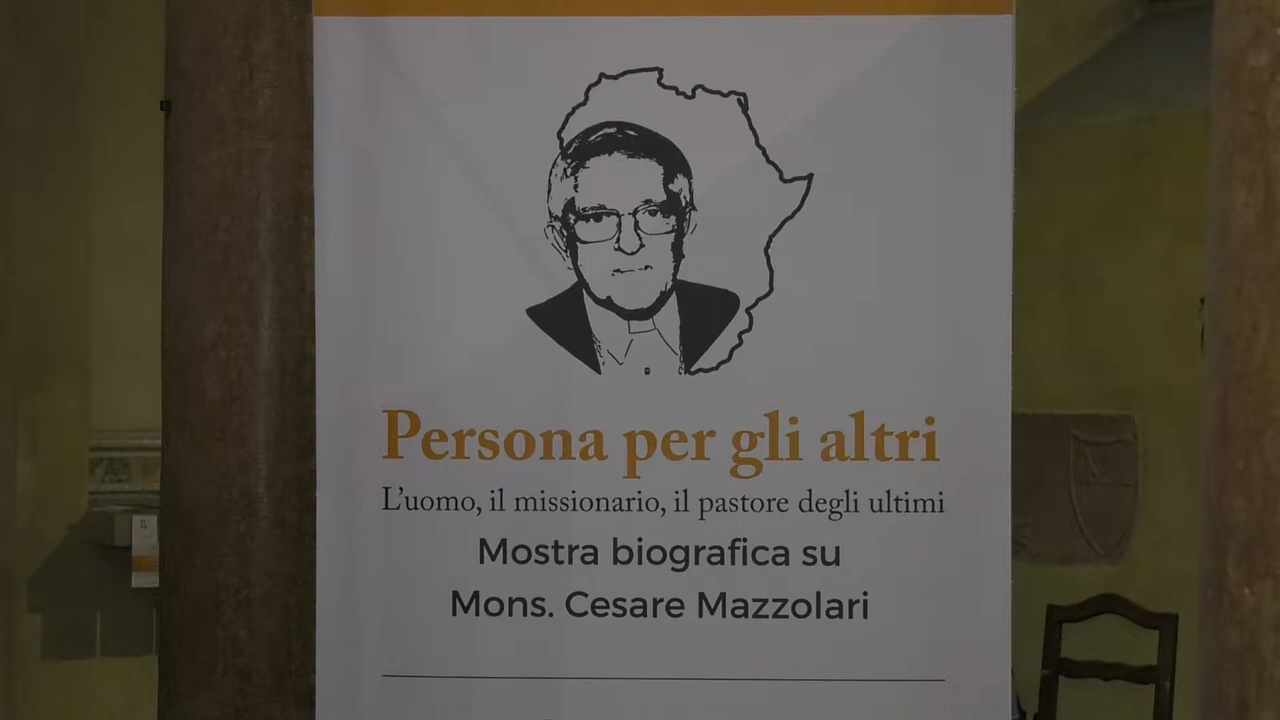 Persona per gli altri
L'uomo, il missionario, il pastore degli ultimi
Mostra biografica su
Mons. Cesare Mazzolari